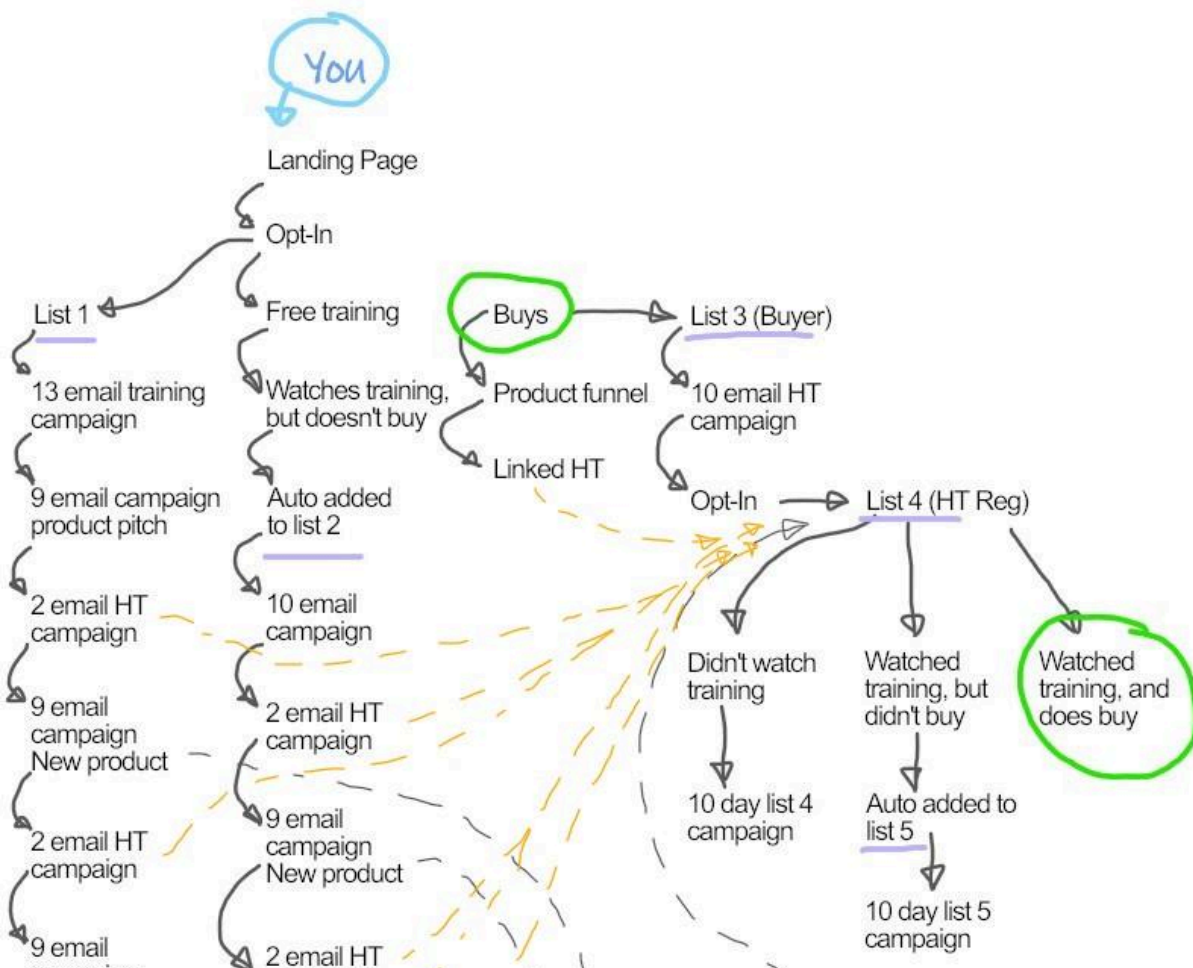 You
Landing Page
Opt-In
List 1
13 email training
campaign
9 email campaign
product pitch
2 email HT
campaign
9 email
campaign
New product
2 email HT
campaign
9 email
Free training
Watches training,
but doesn't buy
Auto added
to list 2
10 email
campaign
2 email HT
campaign
9 email
campaign
New product
2 email HT
Buys
Product funnel
Linked HT
List 3 (Buyer)
10 email HT
campaign
Opt-In
List 4 (HT Reg)
Didn't watch
training
10 day list 4
campaign
Watched
training, but
didn't buy
Auto added to
list 5
10 day list 5
campaign
Watched
training, and
does buy